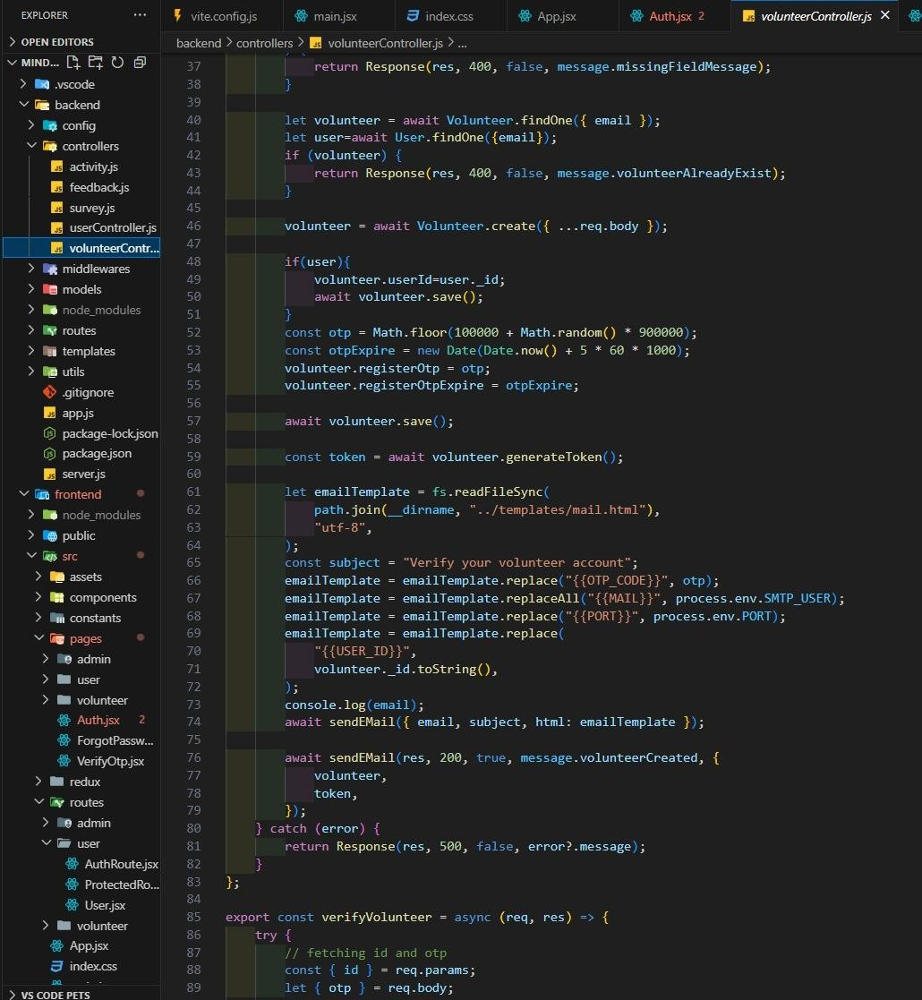 EXPLORER
OPEN EDITORS
MIND...
.vscode
backend
config
controllers
activity.js
feedback.js
survey.js
userController.js
volunteerContr...
middlewares
models
node_modules
routes
templates
utils
.gitignore
app.js
package-lock.json
package.json
server.js
frontend
node_modules
public
src
assets
components
constants
pages
admin
user
volunteer
Auth.jsx 2
ForgotPassw...
VerifyOtp.jsx
redux
routes
admin
user
AuthRoute.jsx
ProtectedRo...
User.jsx
volunteer
App.jsx
index.css
VS CODE PETS
vite.config.js
main.jsx
index.css
App.jsx
Auth.jsx 2
volunteerController.js
backend > controllers > volunteerController.js > ...
37 return Response(res, 400, false, message.missingFieldMessage);
38 }
39
40 let volunteer = await Volunteer.findOne({ email });
41 let user=await User.findOne({email});
42 if (volunteer) {
43 return Response(res, 400, false, message.volunteerAlreadyExist);
44 }
45
46 volunteer = await Volunteer.create({ ...req.body });
47
48 if(user){
49 volunteer.userId=user._id;
50 await volunteer.save();
51 }
52 const otp = Math.floor(100000 + Math.random() * 900000);
53 const otpExpire = new Date(Date.now() + 5 * 60 * 1000);
54 volunteer.registerOtp = otp;
55 volunteer.registerOtpExpire = otpExpire;
56
57 await volunteer.save();
58
59 const token = await volunteer.generateToken();
60
61 let emailTemplate = fs.readFileSync(
62 path.join(__dirname, "../templates/mail.html"),
63 "utf-8",
64 );
65 const subject = "Verify your volunteer account";
66 emailTemplate = emailTemplate.replace("{{OTP_CODE}}", otp);
67 emailTemplate = emailTemplate.replaceAll("{{MAIL}}", process.env.SMTP_USER);
68 emailTemplate = emailTemplate.replace("{{PORT}}", process.env.PORT);
69 emailTemplate = emailTemplate.replace(
70 "{{USER_ID}}",
71 volunteer._id.toString(),
72 );
73 console.log(email);
74 await sendEMail({ email, subject, html: emailTemplate });
75
76 await sendEMail(res, 200, true, message.volunteerCreated, {
77 volunteer,
78 token,
79 });
80 } catch (error) {
81 return Response(res, 500, false, error?.message);
82 }
83 };
84
85 export const verifyVolunteer = async (req, res) => {
86 try {
87 // fetching id and otp
88 const { id } = req.params;
89 let { otp } = req.body;